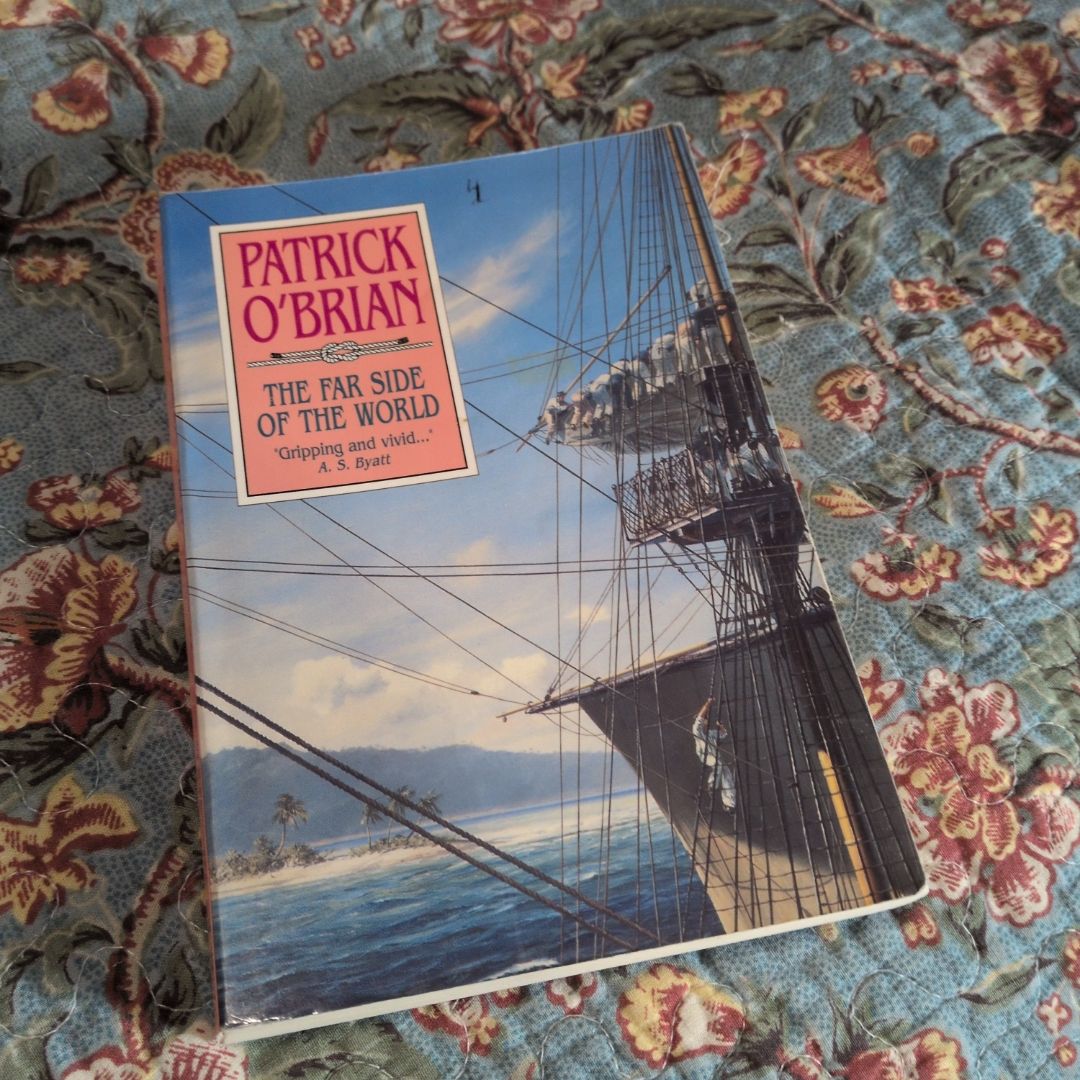 PATRICK
O'BRIAN
THE FAR SIDE
OF THE WORLD
"Gripping and vivid..."
A. S. Byatt